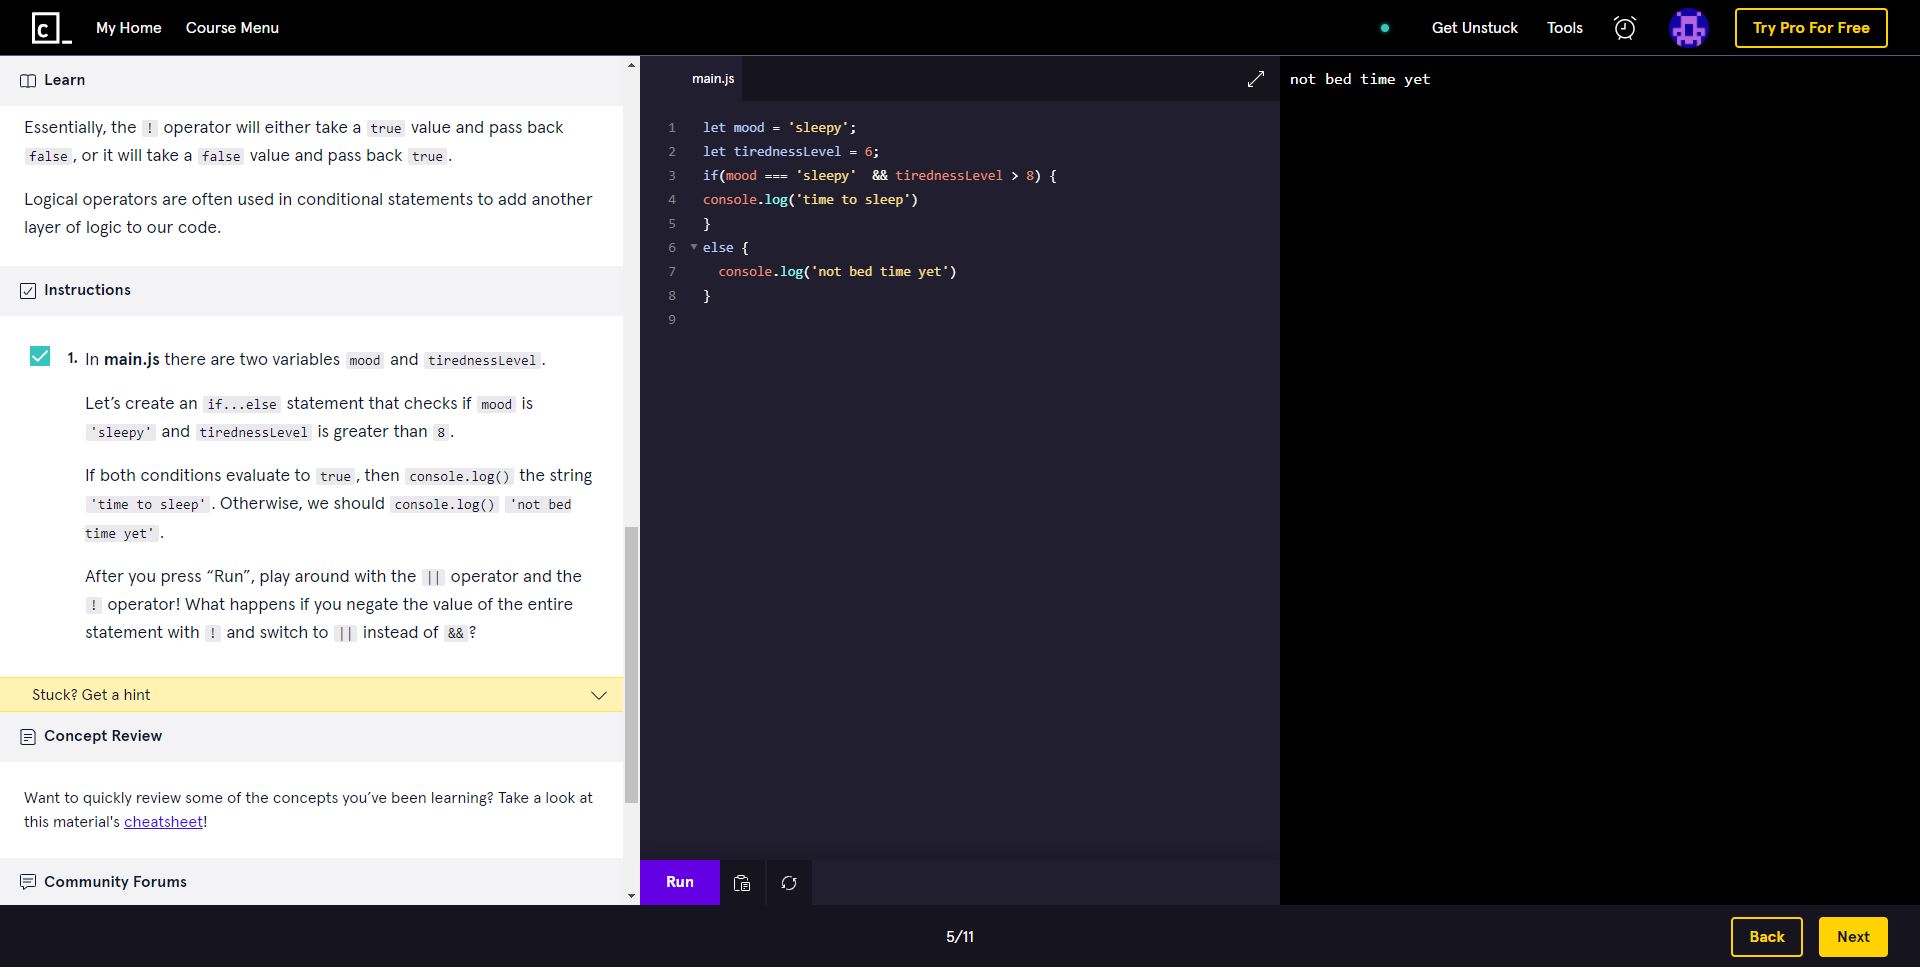 c_ My Home Course Menu Get Unstuck Tools Try Pro For Free
Learn
Essentially, the ! operator will either take a true value and pass back
false, or it will take a false value and pass back true.
Logical operators are often used in conditional statements to add another
layer of logic to our code.
Instructions
1. In main.js there are two variables mood and tirednessLevel.
Let’s create an if...else statement that checks if mood is
'sleepy' and tirednessLevel is greater than 8.
If both conditions evaluate to true, then console.log() the string
'time to sleep'. Otherwise, we should console.log() 'not bed
time yet'.
After you press “Run”, play around with the || operator and the
! operator! What happens if you negate the value of the entire
statement with ! and switch to || instead of &&?
Stuck? Get a hint
Concept Review
Want to quickly review some of the concepts you’ve been learning? Take a look at
this material's cheatsheet!
Community Forums
main.js
1 let mood = 'sleepy';
2 let tirednessLevel = 6;
3 if(mood === 'sleepy'  && tirednessLevel > 8) {
4 console.log('time to sleep')
5 }
6 else {
7   console.log('not bed time yet')
8 }
9
Run
not bed time yet
5/11
Back Next